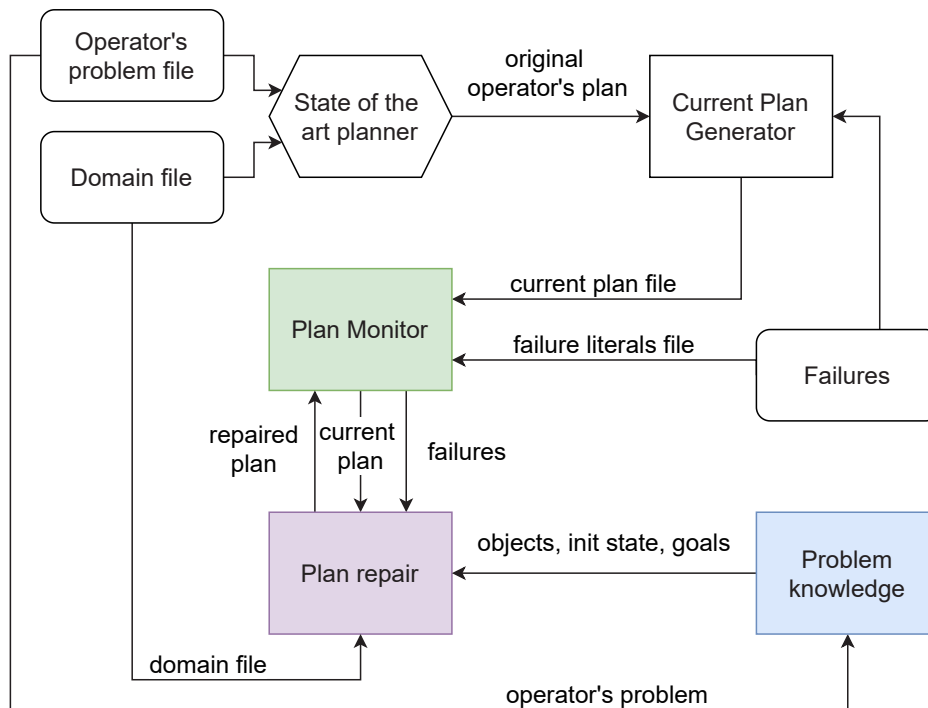 Operator's
problem file
State of the
art planner
original
operator's plan
Current Plan
Generator
Domain file
current plan file
Plan Monitor
failure literals file
Failures
repaired
plan
current
plan
failures
objects, init state, goals
Plan repair
Problem
knowledge
domain file
operator's problem